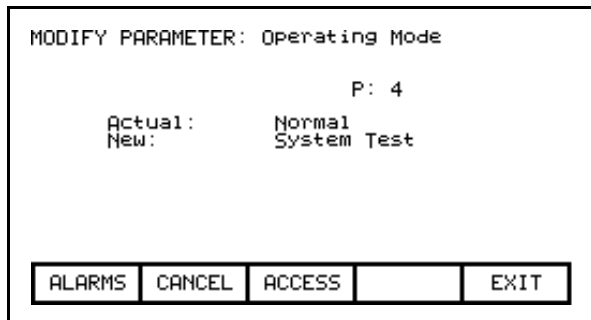 MODIFY PARAMETER: Operating Mode
P: 4
Actual: Normal
New: System Test
ALARMS CANCEL ACCESS EXIT